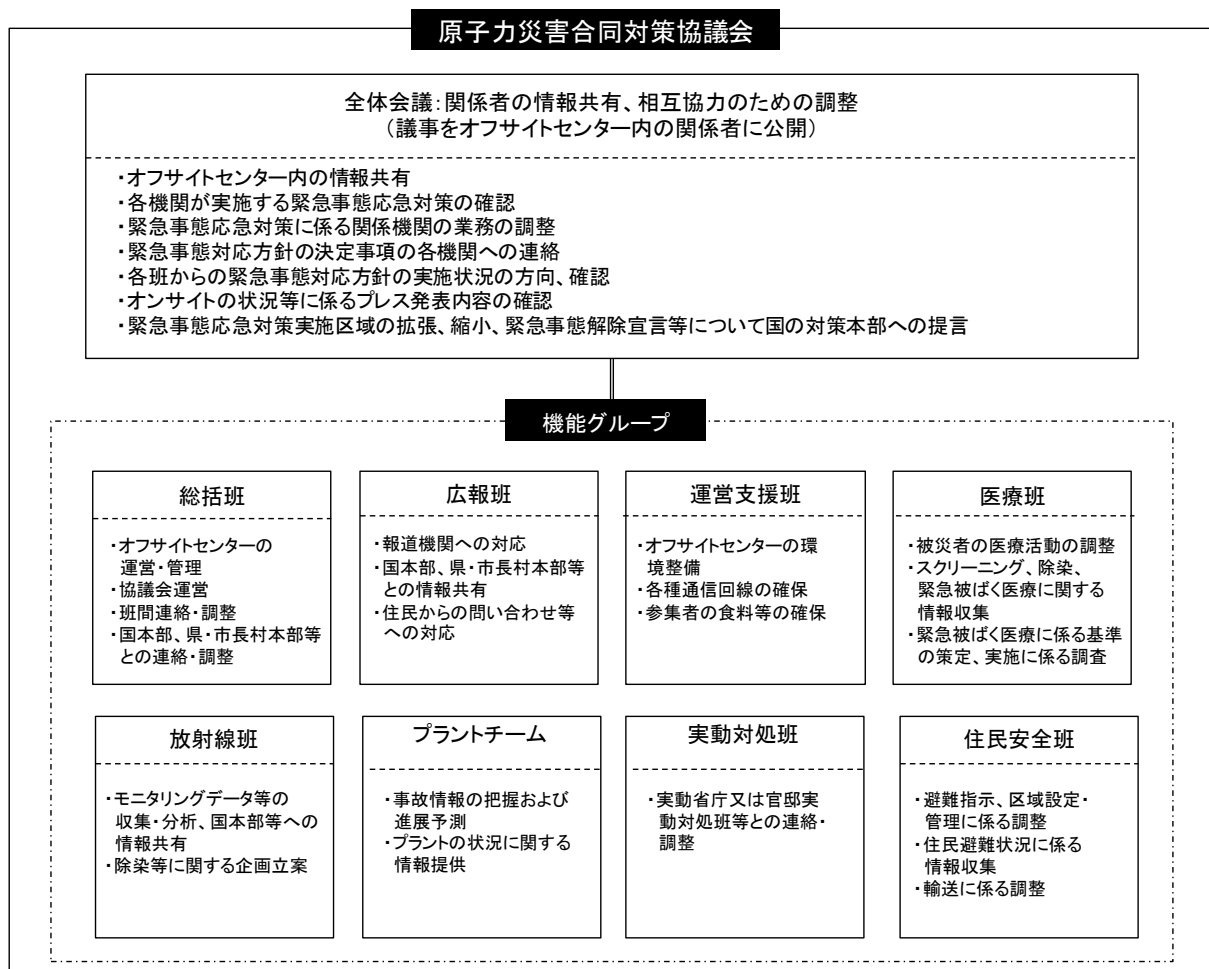 原子力災害合同対策協議会
全体会議：関係者の情報共有、相互協力のための調整
（議事をオフサイトセンター内の関係者に公開）
・オフサイトセンター内の情報共有
・各機関が実施する緊急事態応急対策の確認
・緊急事態応急対策に係る関係機関の業務の調整
・緊急事態対応方針の決定事項の各機関への連絡
・各班からの緊急事態対応方針の実施状況の方向、確認
・オンサイトの状況等に係るプレス発表内容の確認
・緊急事態応急対策実施区域の拡張、縮小、緊急事態解除宣言等について国の対策本部への提言
機能グループ
総括班
・オフサイトセンターの
運営・管理
・協議会運営
・班間連絡・調整
・国本部、県・市長村本部等
との連絡・調整
広報班
・報道機関への対応
・国本部、県・市長村本部等
との情報共有
・住民からの問い合わせ等
への対応
運営支援班
・オフサイトセンターの環
境整備
・各種通信回線の確保
・参集者の食料等の確保
医療班
・被災者の医療活動の調整
・スクリーニング、除染、
緊急被ばく医療に関する
情報収集
・緊急被ばく医療に係る基準
の策定、実施に係る調査
放射線班
・モニタリングデータ等の
収集・分析、国本部等への
情報共有
・除染等に関する企画立案
プラントチーム
・事故情報の把握および
進展予測
・プラントの状況に関する
情報提供
実動対処班
・実動省庁又は官邸実
動対処班等との連絡・
調整
住民安全班
・避難指示、区域設定・
管理に係る調整
・住民避難状況に係る
情報収集
・輸送に係る調整